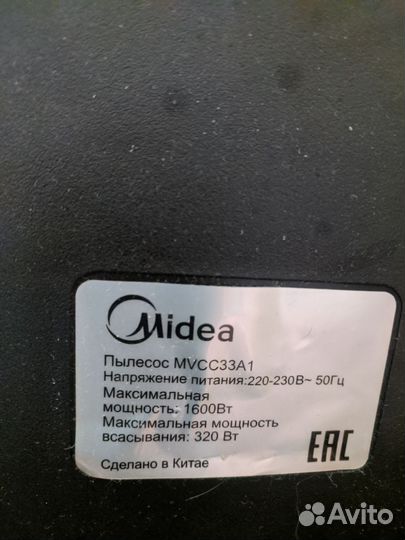 Midea
Пылесос MVCC33A1
Напряжение питания:220-230В~ 50Гц
Максимальная
мощность: 1600Вт
Максимальная мощность
всасывания: 320 Вт
Сделано в Китае
EAC
Avito